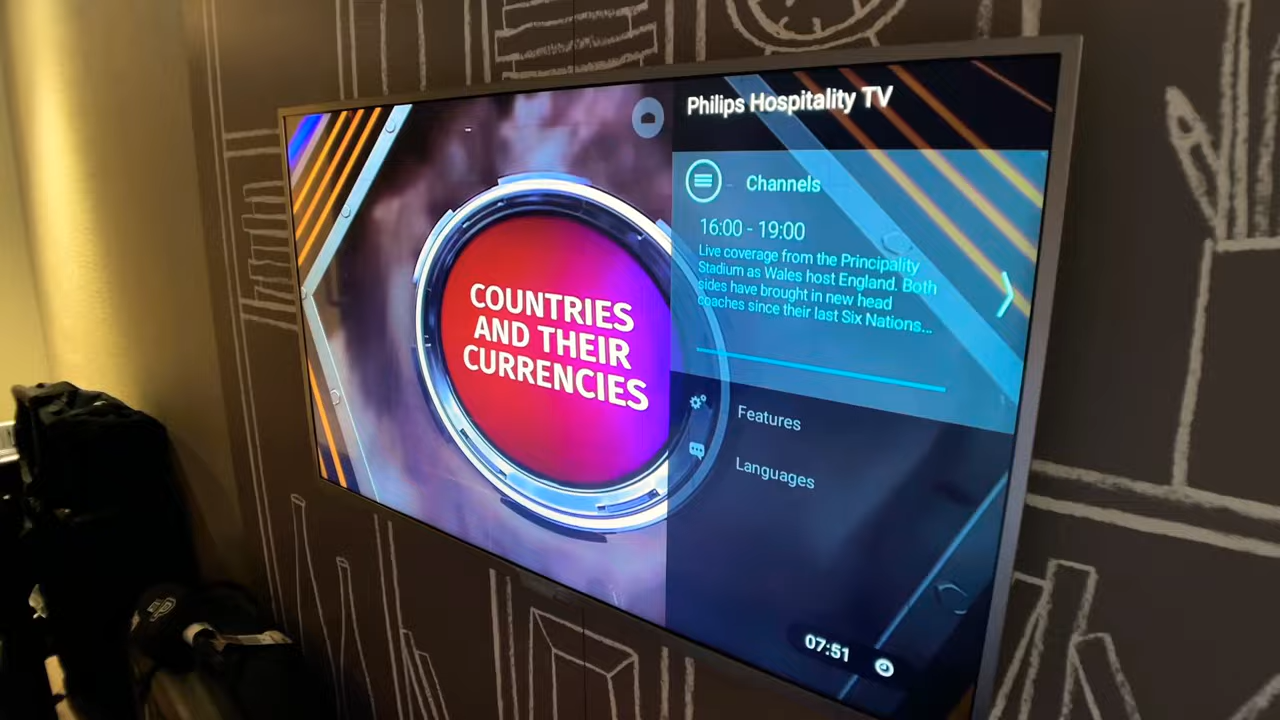 Philips Hospitality TV
Channels
16:00 - 19:00
Live coverage from the Principality
Stadium as Wales host England. Both
sides have brought in new head
coaches since their last Six Nations...
COUNTRIES
AND THEIR
CURRENCIES
Features
Languages
07:51